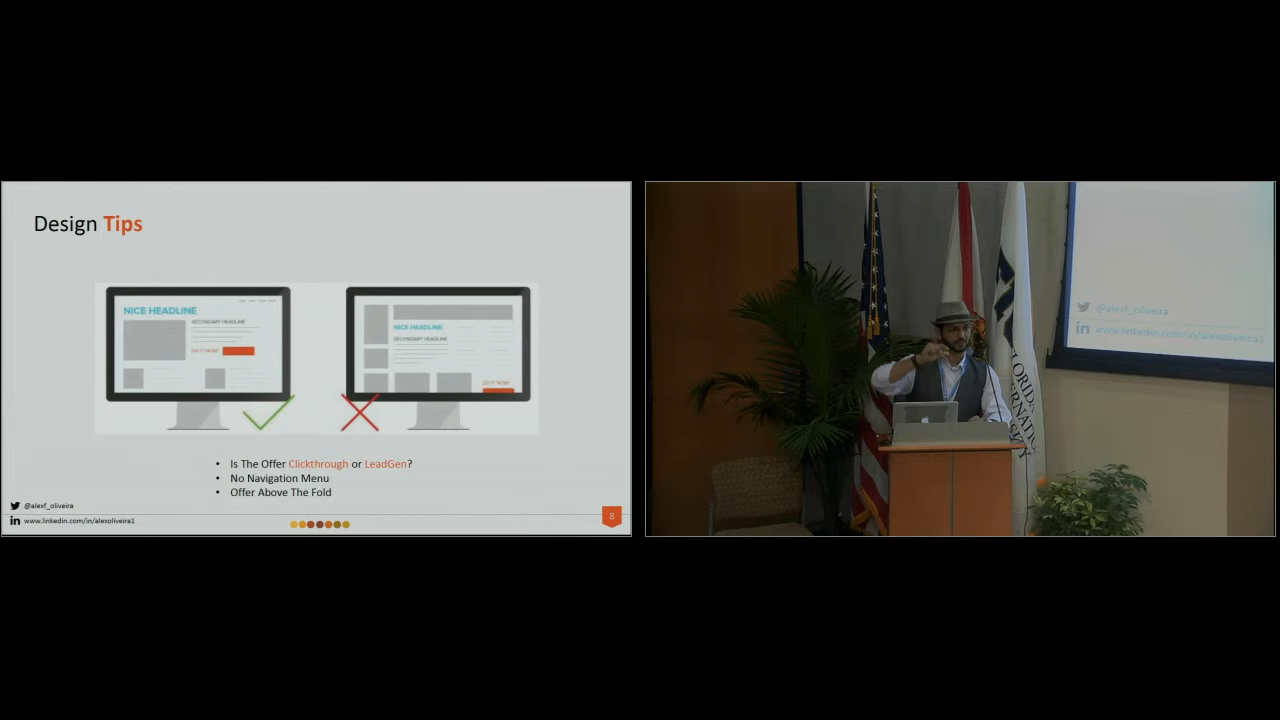 Design Tips
NICE HEADLINE
SECONDARY HEADLINE
DO IT NOW!
NICE HEADLINE
SECONDARY HEADLINE
DO IT NOW!
• Is The Offer Clickthrough or LeadGen?
• No Navigation Menu
• Offer Above The Fold
@alexf_oliveira
www.linkedin.com/in/alexoliveira1
8
@alexf_oliveira
www.linkedin.com/in/alexoliveira1
FLORIDA
INTERNATIONAL